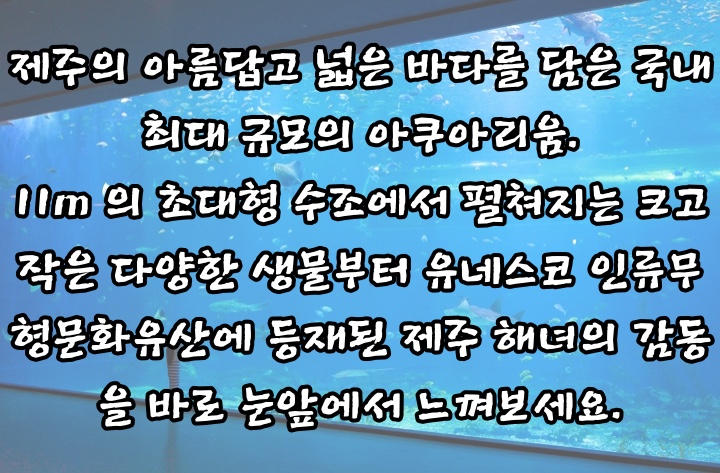 제주의 아름답고 넓은 바다를 담은 국내
최대 규모의 아쿠아리움.
11m 의 초대형 수조에서 펼쳐지는 크고
작은 다양한 생물부터 유네스코 인류무
형문화유산에 등재된 제주 해녀의 감동
을 바로 눈앞에서 느껴보세요.